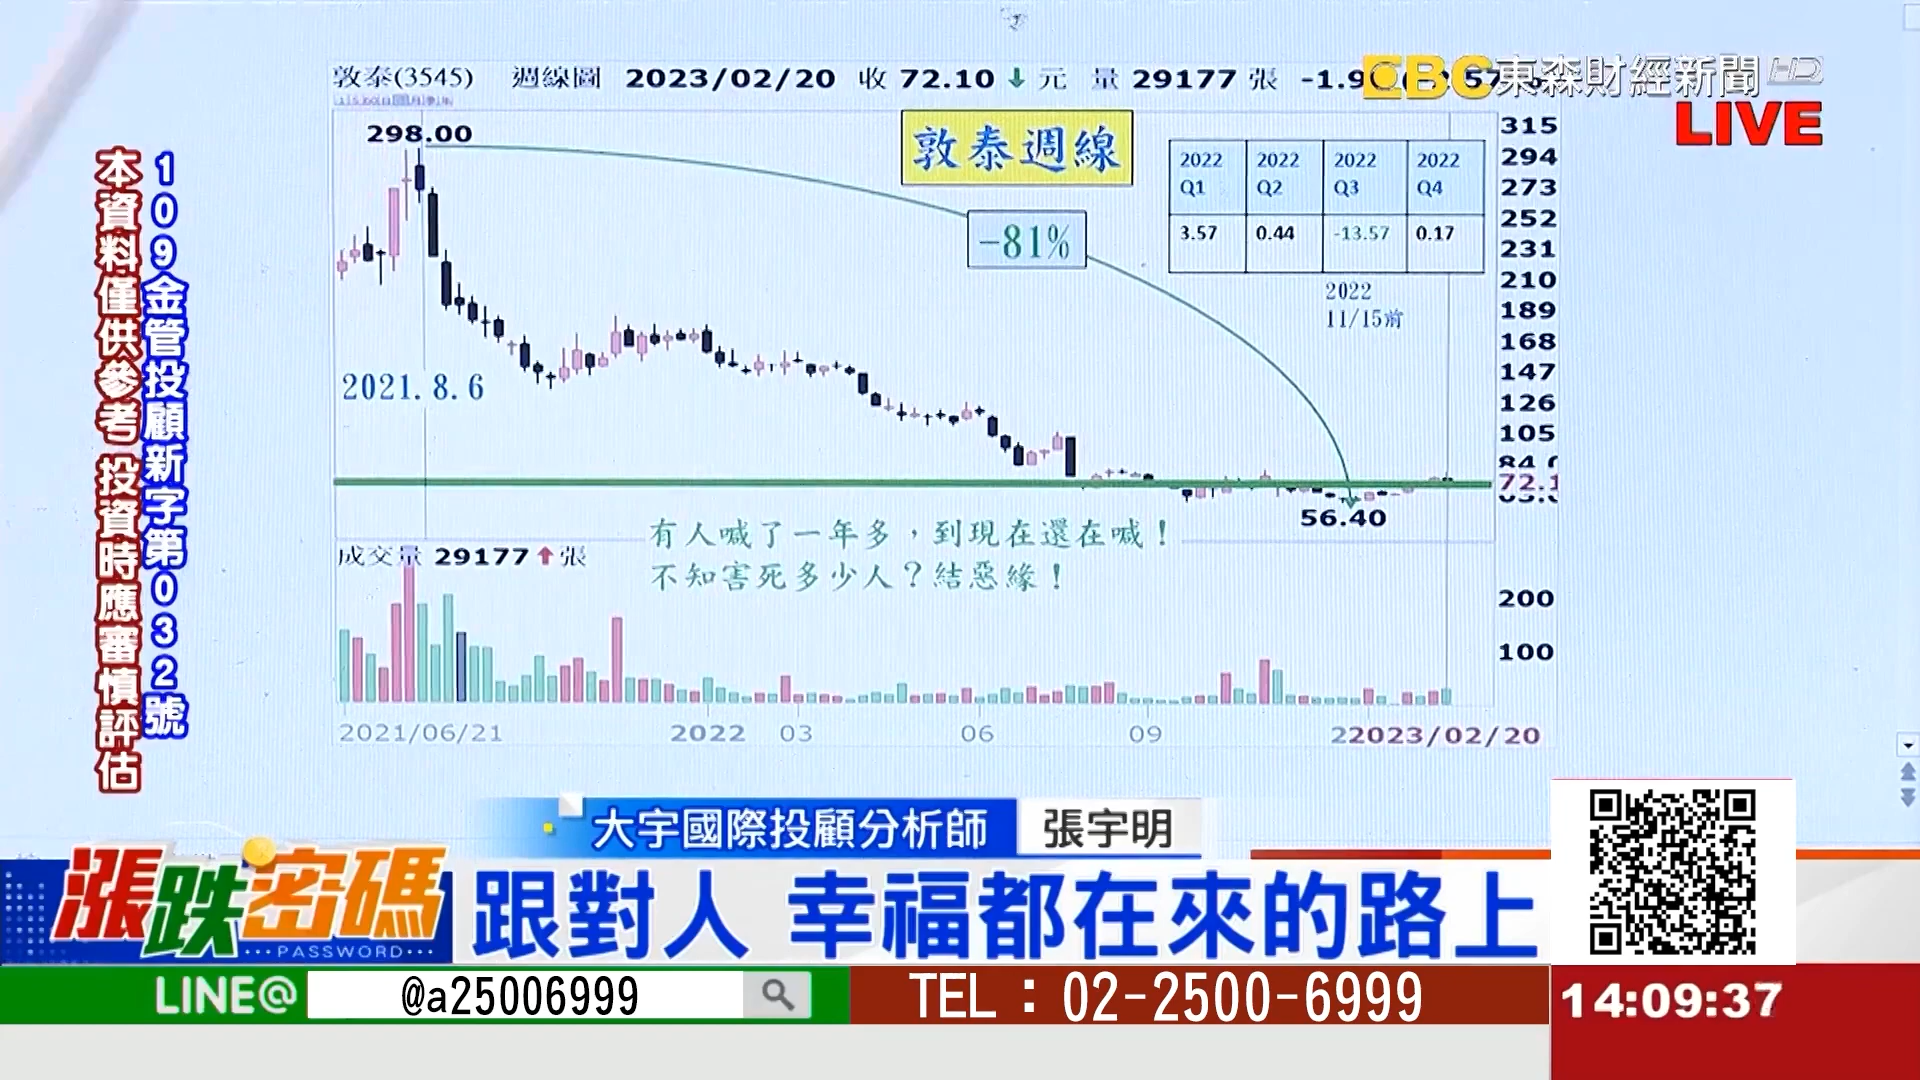 敦泰(3545) 週線圖 2023/02/20 收 72.10 ↓ 元 量 29177 張 -1.9
EBC 東森財經新聞 HD
LIVE
298.00
敦泰週線
-81%
2022 Q1 2022 Q2 2022 Q3 2022 Q4
3.57 0.44 -13.57 0.17
2022
11/15前
2021.8.6
315
294
273
252
231
210
189
168
147
126
105
84.0
72.1
56.40
有人喊了一年多，到現在還在喊！
不知害死多少人？結惡緣！
成交量 29177 ↑ 張
200
100
2021/06/21 2022 03 06 09 2023/02/20
109金管投顧新字第032號
本資料僅供參考 投資時應審慎評估
大宇國際投顧分析師 張宇明
漲跌密碼
PASSWORD
跟對人 幸福都在來的路上
LINE@ @a25006999
TEL：02-2500-6999
14:09:37